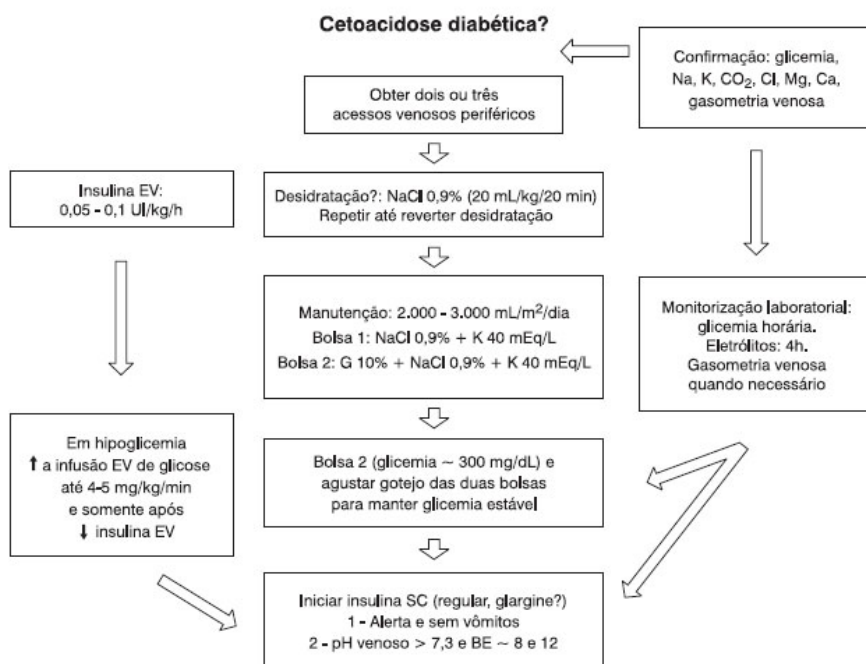 Cetoacidose diabética?
Confirmação: glicemia,
Na, K, CO₂, Cl, Mg, Ca,
gasometria venosa
Obter dois ou três
acessos venosos periféricos
Insulina EV:
0,05 - 0,1 UI/kg/h
Desidratação?: NaCl 0,9% (20 mL/kg/20 min)
Repetir até reverter desidratação
Manutenção: 2.000 - 3.000 mL/m²/dia
Bolsa 1: NaCl 0,9% + K 40 mEq/L
Bolsa 2: G 10% + NaCl 0,9% + K 40 mEq/L
Monitorização laboratorial:
glicemia horária.
Eletrólitos: 4h.
Gasometria venosa
quando necessário
Em hipoglicemia
↑ a infusão EV de glicose
até 4-5 mg/kg/min
e somente após
↓ insulina EV
Bolsa 2 (glicemia ~ 300 mg/dL) e
agustar gotejo das duas bolsas
para manter glicemia estável
Iniciar insulina SC (regular, glargine?)
1 - Alerta e sem vômitos
2 - pH venoso > 7,3 e BE ~ 8 e 12